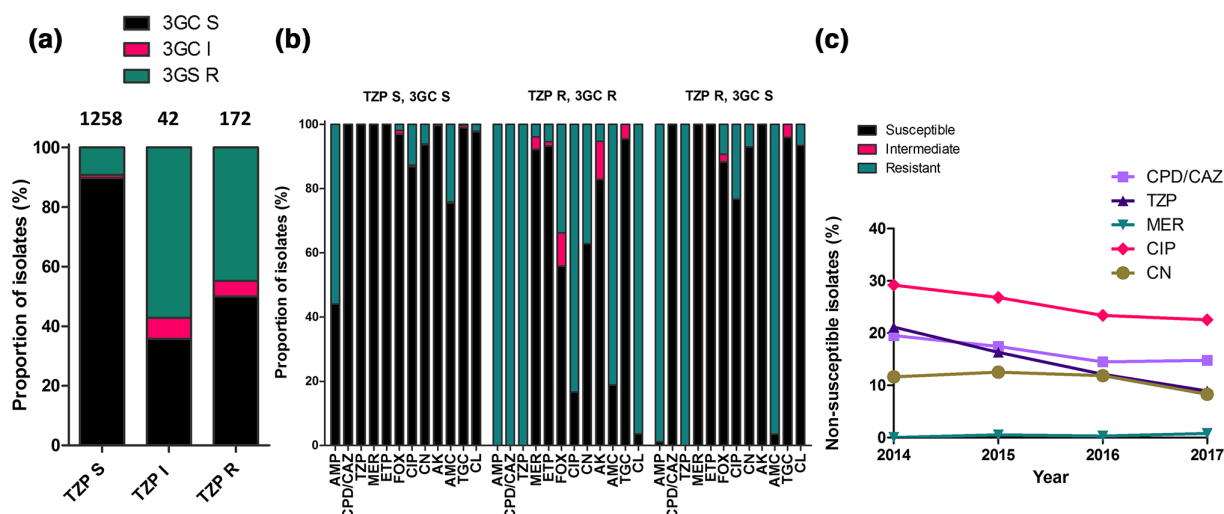 (a)
3GC S
3GC I
3GS R
1258 42 172
Proportion of isolates (%)
100
80
60
40
20
0
TZP S
TZP I
TZP R
(b)
TZP S, 3GC S
TZP R, 3GC R
TZP R, 3GC S
Susceptible
Intermediate
Resistant
Proportion of isolates (%)
100
80
60
40
20
0
AMP
CPD/CAZ
TZP
MER
ETP
FOX
CIP
CN
AK
AMC
TGC
CL
AMP
CPD/CAZ
TZP
MER
ETP
FOX
CIP
CN
AK
AMC
TGC
CL
AMP
CPD/CAZ
TZP
MER
ETP
FOX
CIP
CN
AK
AMC
TGC
CL
(c)
CPD/CAZ
TZP
MER
CIP
CN
Non-susceptible isolates (%)
40
30
20
10
0
2014 2015 2016 2017
Year